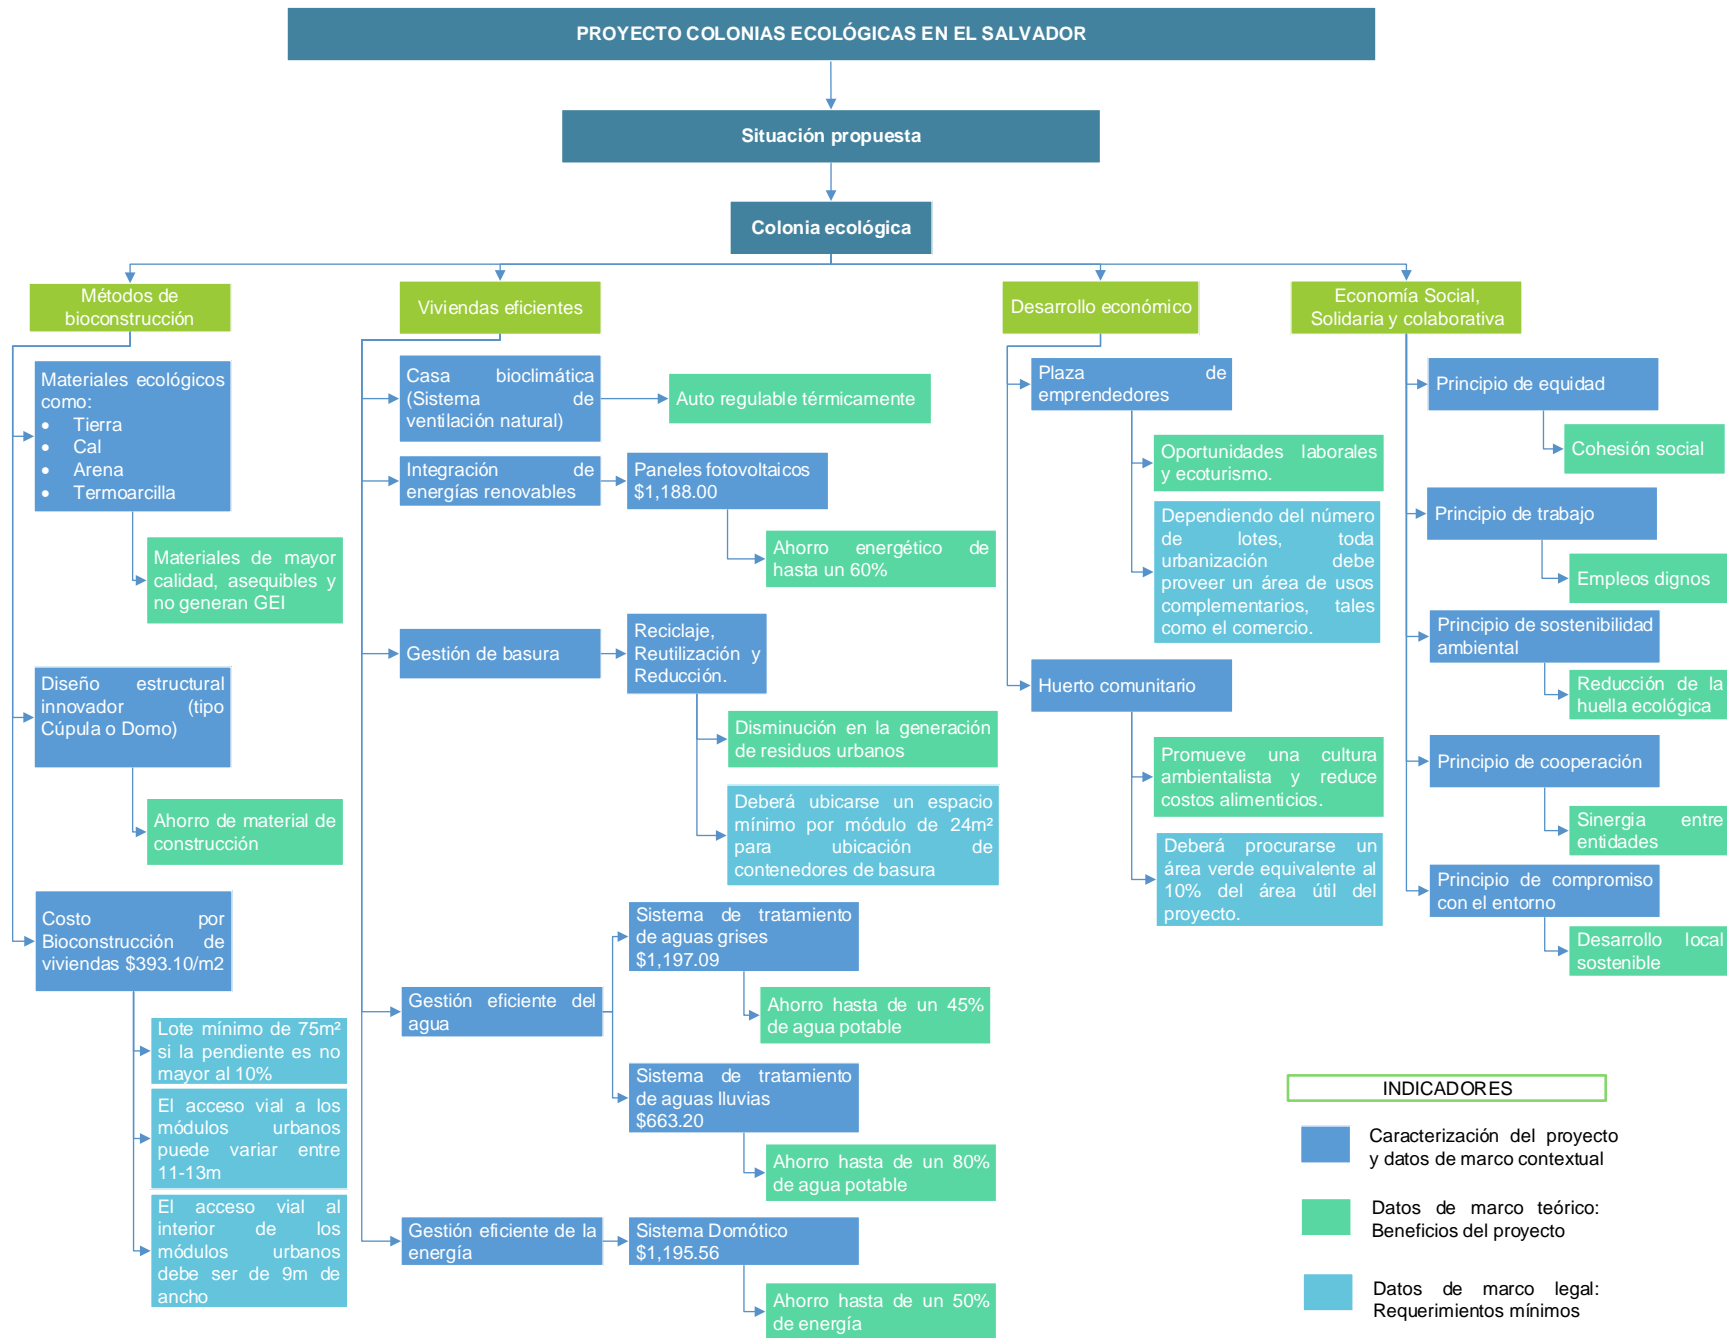 PROYECTO COLONIAS ECOLÓGICAS EN EL SALVADOR
Situación propuesta
Colonia ecológica
Métodos de
bioconstrucción
Materiales ecológicos
como:
• Tierra
• Cal
• Arena
• Termoarcilla
Materiales de mayor
calidad, asequibles y
no generan GEI
Diseño estructural
innovador (tipo
Cúpula o Domo)
Ahorro de material de
construcción
Costo por
Bioconstrucción de
viviendas $393.10/m2
Lote mínimo de 75m²
si la pendiente es no
mayor al 10%
El acceso vial a los
módulos urbanos
puede variar entre
11-13m
El acceso vial al
interior de los
módulos urbanos
debe ser de 9m de
ancho
Viviendas eficientes
Casa bioclimática
(Sistema de
ventilación natural)
Auto regulable térmicamente
Integración de
energías renovables
Paneles fotovoltaicos
$1,188.00
Ahorro energético de
hasta un 60%
Gestión de basura
Reciclaje,
Reutilización y
Reducción.
Disminución en la generación
de residuos urbanos
Deberá ubicarse un espacio
mínimo por módulo de 24m²
para ubicación de
contenedores de basura
Gestión eficiente del
agua
Sistema de tratamiento
de aguas grises
$1,197.09
Ahorro hasta de un 45%
de agua potable
Sistema de tratamiento
de aguas lluvias
$663.20
Ahorro hasta de un 80%
de agua potable
Gestión eficiente de la
energía
Sistema Domótico
$1,195.56
Ahorro hasta de un 50%
de energía
Desarrollo económico
Plaza de
emprendedores
Oportunidades laborales
y ecoturismo.
Dependiendo del número
de lotes, toda
urbanización debe
proveer un área de usos
complementarios, tales
como el comercio.
Huerto comunitario
Promueve una cultura
ambientalista y reduce
costos alimenticios.
Deberá procurarse un
área verde equivalente al
10% del área útil del
proyecto.
Economía Social,
Solidaria y colaborativa
Principio de equidad
Cohesión social
Principio de trabajo
Empleos dignos
Principio de sostenibilidad
ambiental
Reducción de la
huella ecológica
Principio de cooperación
Sinergia entre
entidades
Principio de compromiso
con el entorno
Desarrollo local
sostenible
INDICADORES
Caracterización del proyecto
y datos de marco contextual
Datos de marco teórico:
Beneficios del proyecto
Datos de marco legal:
Requerimientos mínimos